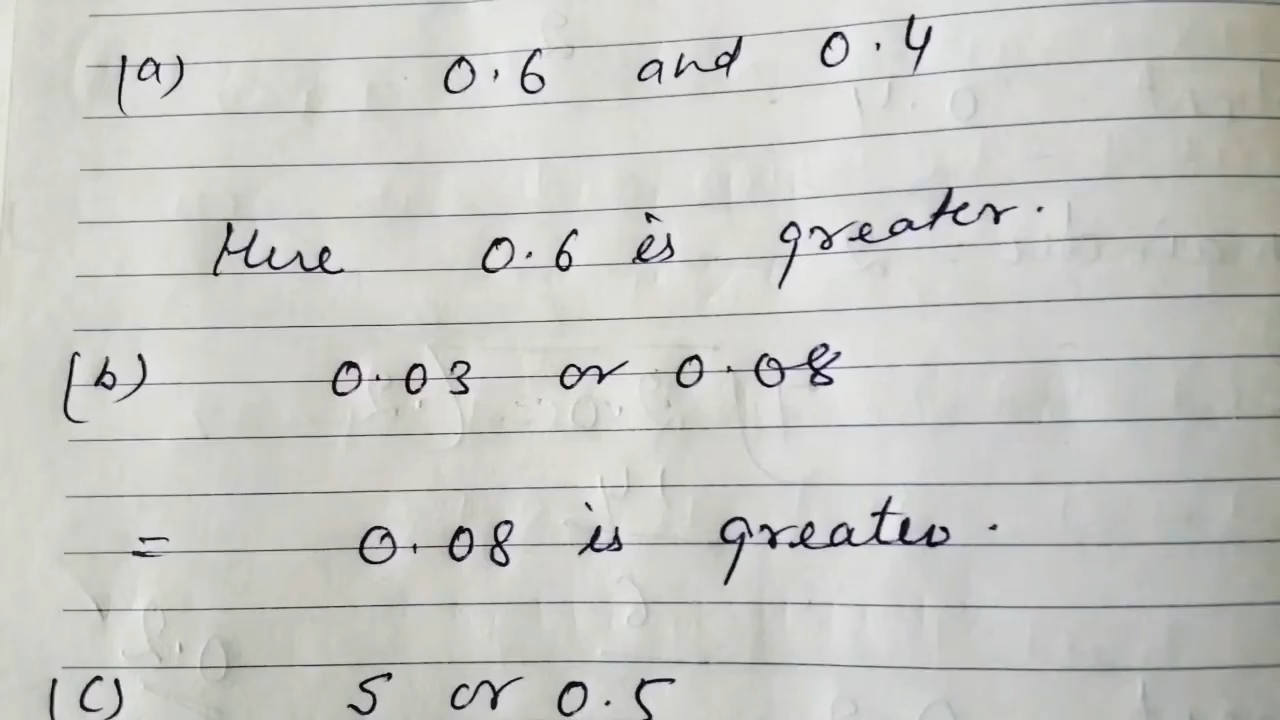 (a) 0.6 and 0.4
Here 0.6 is greater.
(b) 0.03 or 0.08
= 0.08 is greater.
(c) 5 or 0.5